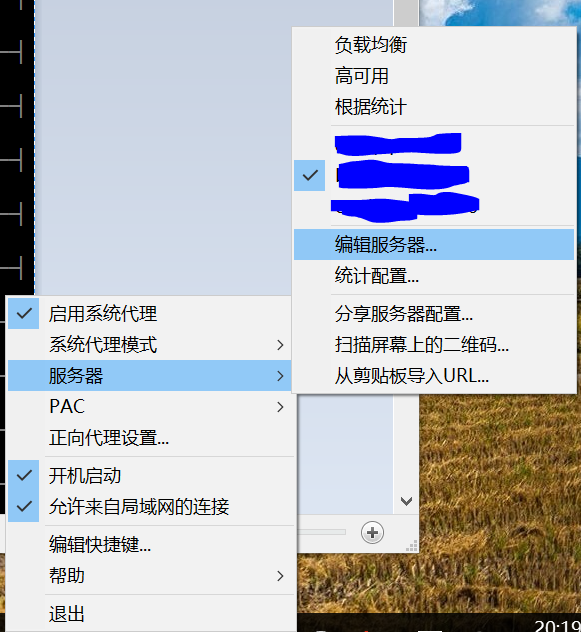 负载均衡
高可用
根据统计
编辑服务器...
统计配置...
分享服务器配置...
扫描屏幕上的二维码...
从剪贴板导入URL...
启用系统代理
系统代理模式
服务器
PAC
正向代理设置...
开机启动
允许来自局域网的连接
编辑快捷键...
帮助
退出
20:19